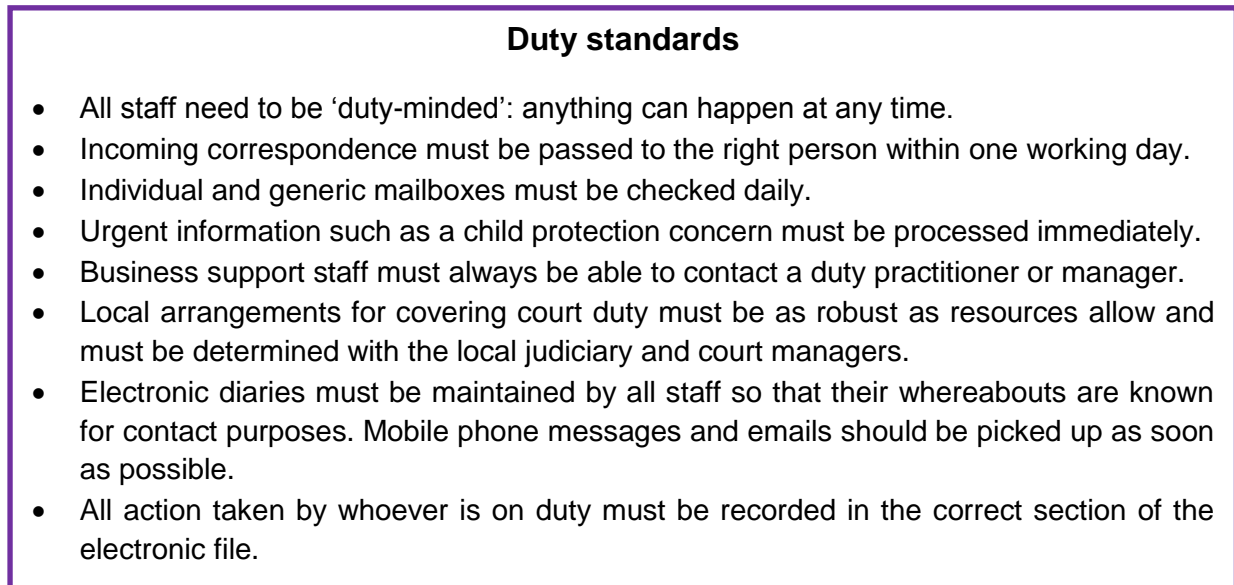 Duty standards
• All staff need to be ‘duty-minded’: anything can happen at any time.
• Incoming correspondence must be passed to the right person within one working day.
• Individual and generic mailboxes must be checked daily.
• Urgent information such as a child protection concern must be processed immediately.
• Business support staff must always be able to contact a duty practitioner or manager.
• Local arrangements for covering court duty must be as robust as resources allow and
must be determined with the local judiciary and court managers.
• Electronic diaries must be maintained by all staff so that their whereabouts are known
for contact purposes. Mobile phone messages and emails should be picked up as soon
as possible.
• All action taken by whoever is on duty must be recorded in the correct section of the
electronic file.